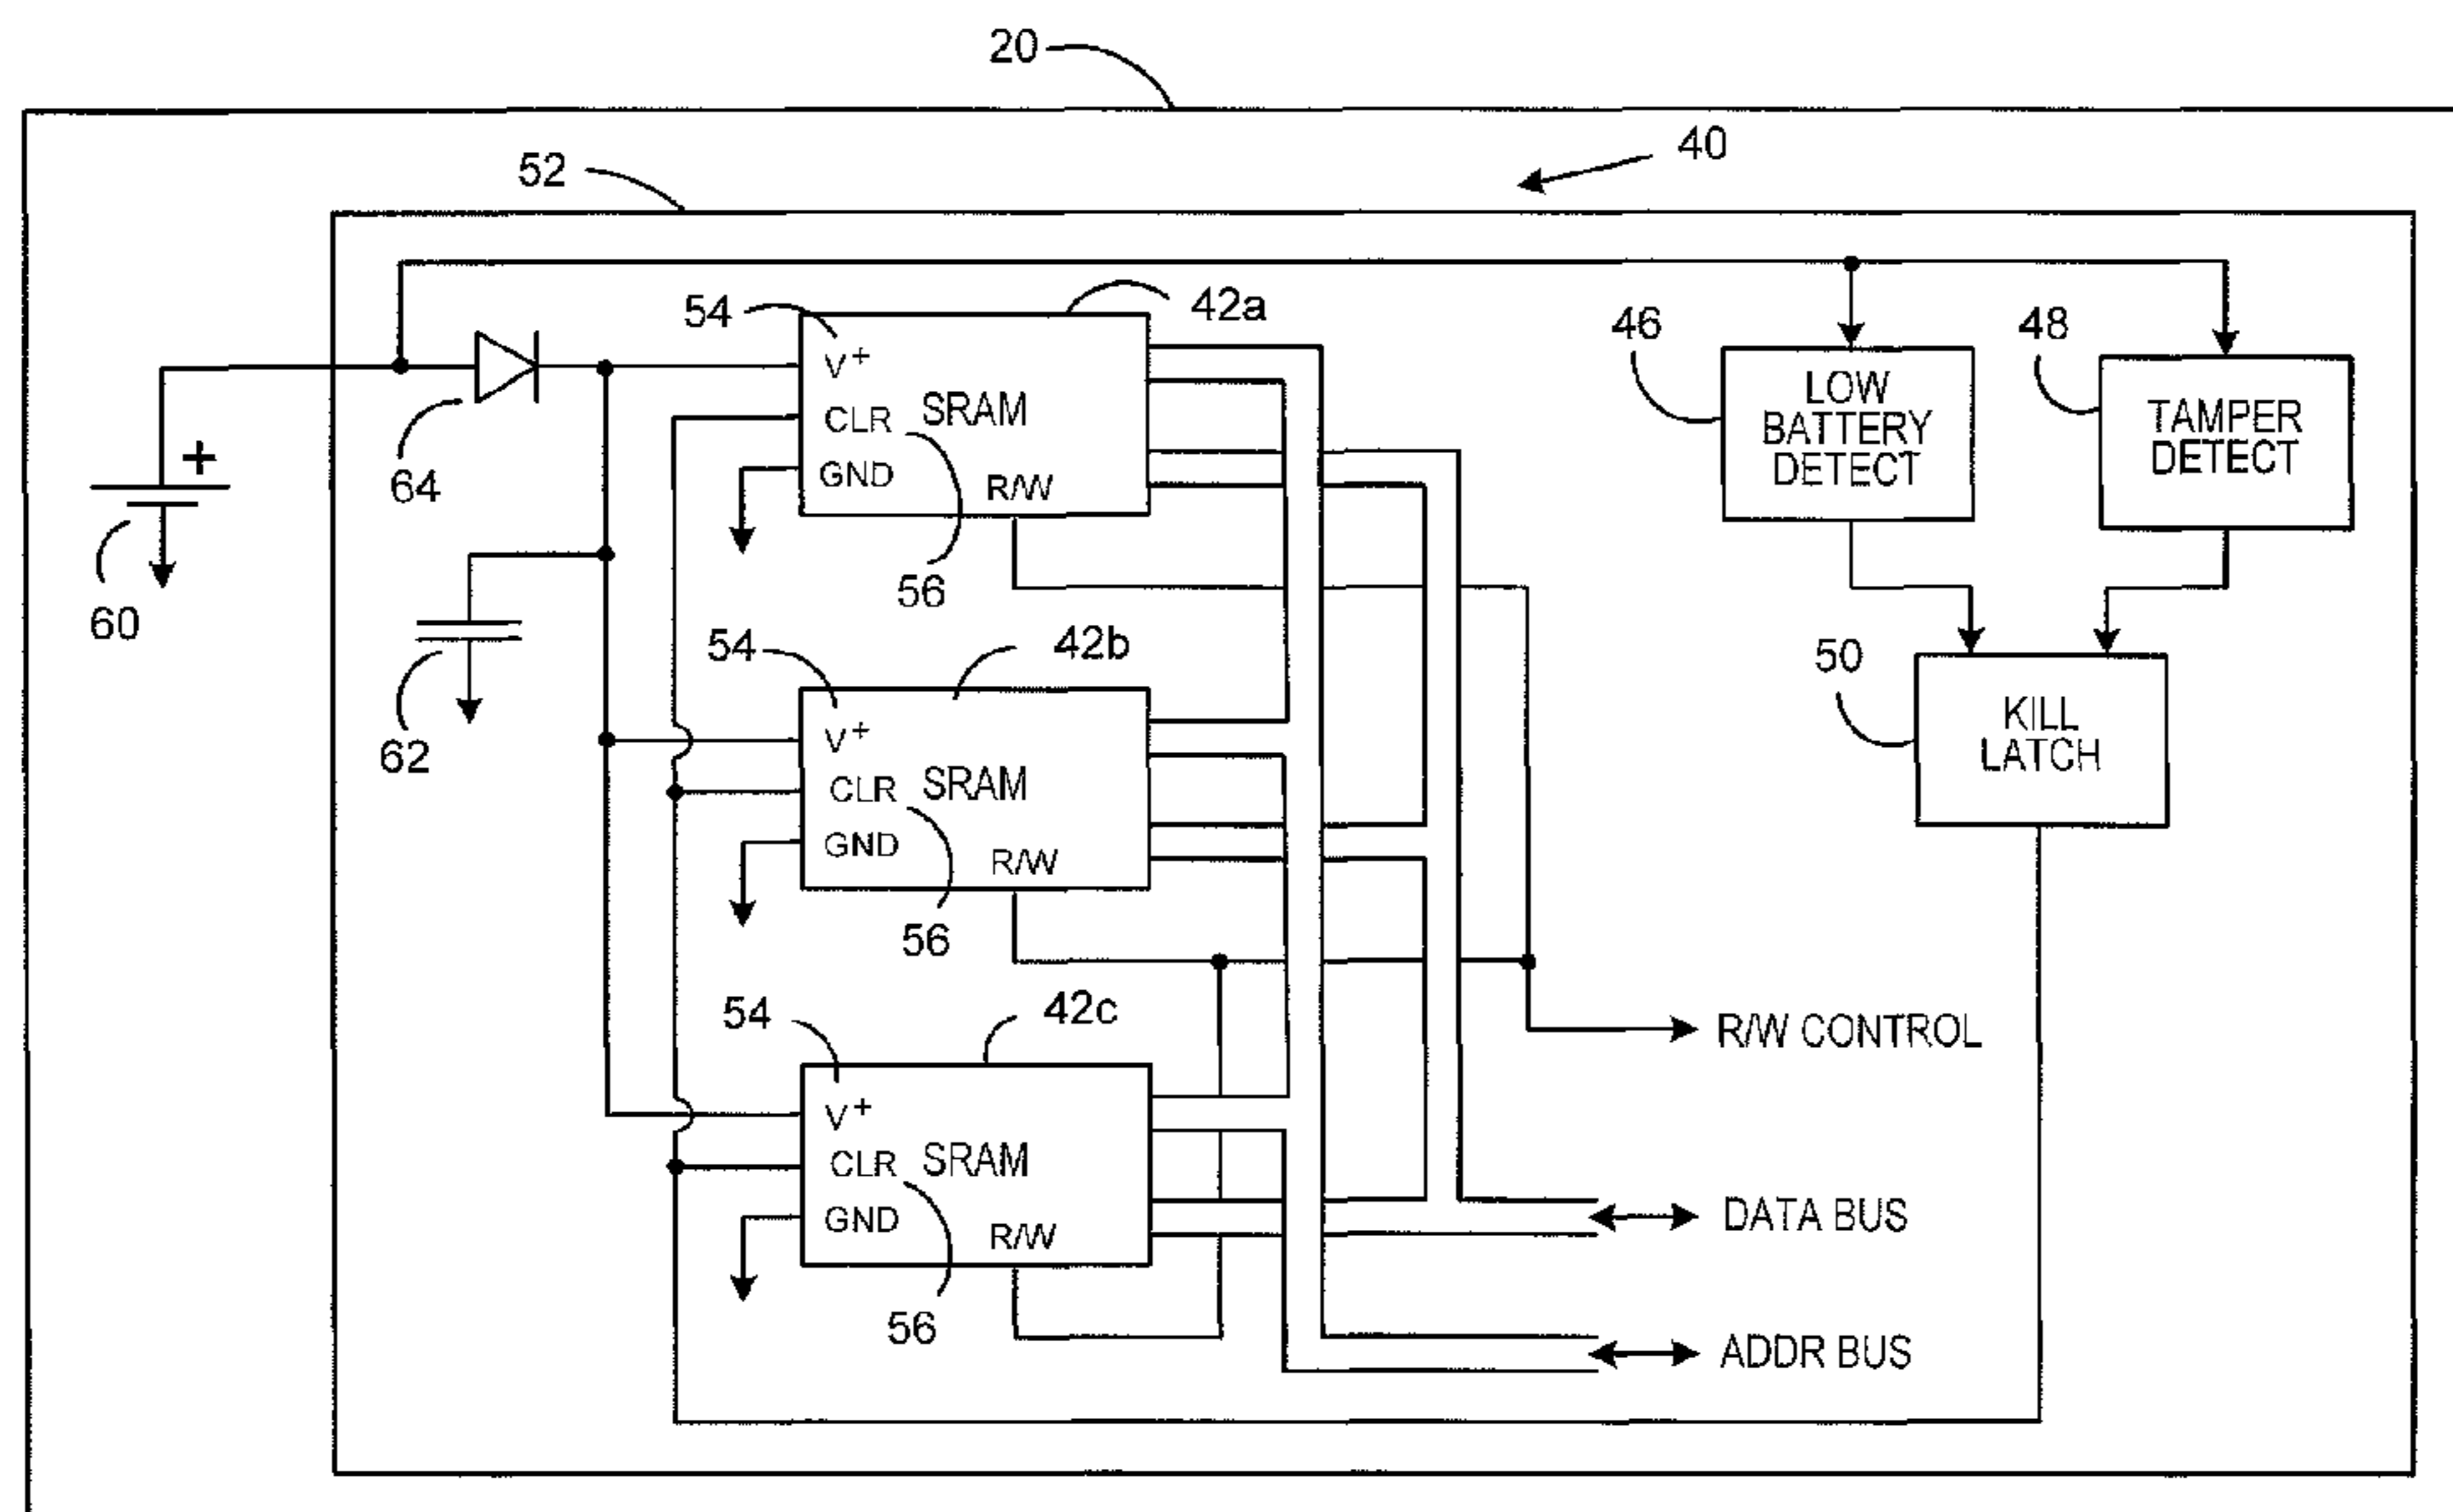 20
40
52
54
42a
V+
CLR
SRAM
GND
R/W
56
46
LOW
BATTERY
DETECT
48
TAMPER
DETECT
64
+
60
62
54
42b
V+
CLR
SRAM
GND
R/W
56
50
KILL
LATCH
54
42c
V+
CLR
SRAM
GND
R/W
56
R/W CONTROL
DATA BUS
ADDR BUS